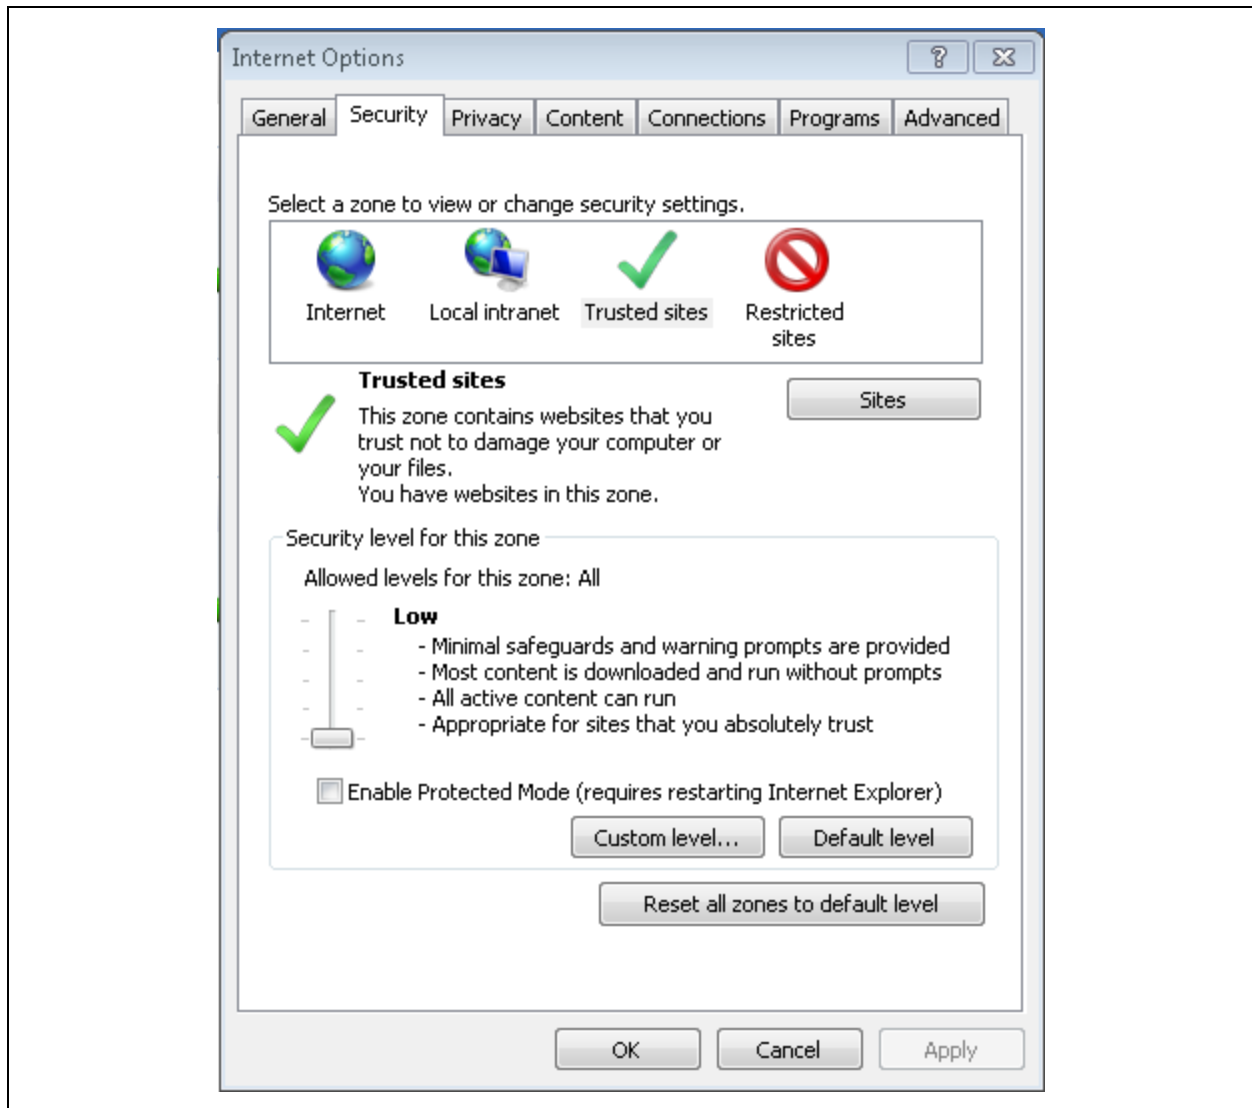 Internet Options
General Security Privacy Content Connections Programs Advanced
Select a zone to view or change security settings.
Internet Local intranet Trusted sites Restricted
sites
Trusted sites
Sites
This zone contains websites that you
trust not to damage your computer or
your files.
You have websites in this zone.
Security level for this zone
Allowed levels for this zone: All
Low
- Minimal safeguards and warning prompts are provided
- Most content is downloaded and run without prompts
- All active content can run
- Appropriate for sites that you absolutely trust
Enable Protected Mode (requires restarting Internet Explorer)
Custom level... Default level
Reset all zones to default level
OK Cancel Apply